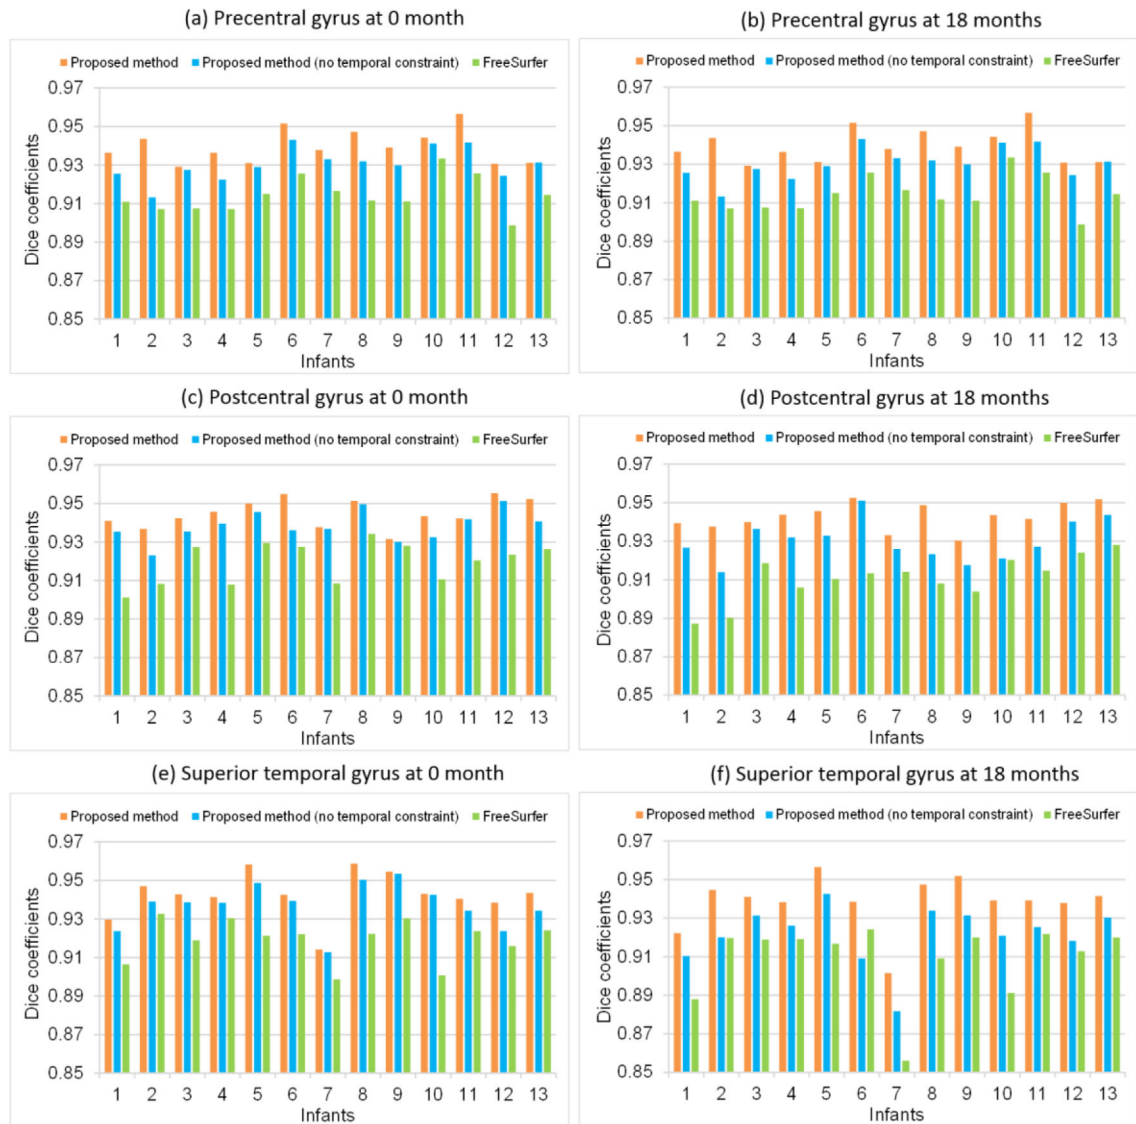 (a) Precentral gyrus at 0 month
Proposed method Proposed method (no temporal constraint) FreeSurfer
Dice coefficients
0.97
0.95
0.93
0.91
0.89
0.87
0.85
1 2 3 4 5 6 7 8 9 10 11 12 13
Infants
(b) Precentral gyrus at 18 months
Proposed method Proposed method (no temporal constraint) FreeSurfer
Dice coefficients
0.97
0.95
0.93
0.91
0.89
0.87
0.85
1 2 3 4 5 6 7 8 9 10 11 12 13
Infants
(c) Postcentral gyrus at 0 month
Proposed method Proposed method (no temporal constraint) FreeSurfer
Dice coefficients
0.97
0.95
0.93
0.91
0.89
0.87
0.85
1 2 3 4 5 6 7 8 9 10 11 12 13
Infants
(d) Postcentral gyrus at 18 months
Proposed method Proposed method (no temporal constraint) FreeSurfer
Dice coefficients
0.97
0.95
0.93
0.91
0.89
0.87
0.85
1 2 3 4 5 6 7 8 9 10 11 12 13
Infants
(e) Superior temporal gyrus at 0 month
Proposed method Proposed method (no temporal constraint) FreeSurfer
Dice coefficients
0.97
0.95
0.93
0.91
0.89
0.87
0.85
1 2 3 4 5 6 7 8 9 10 11 12 13
Infants
(f) Superior temporal gyrus at 18 months
Proposed method Proposed method (no temporal constraint) FreeSurfer
Dice coefficients
0.97
0.95
0.93
0.91
0.89
0.87
0.85
1 2 3 4 5 6 7 8 9 10 11 12 13
Infants